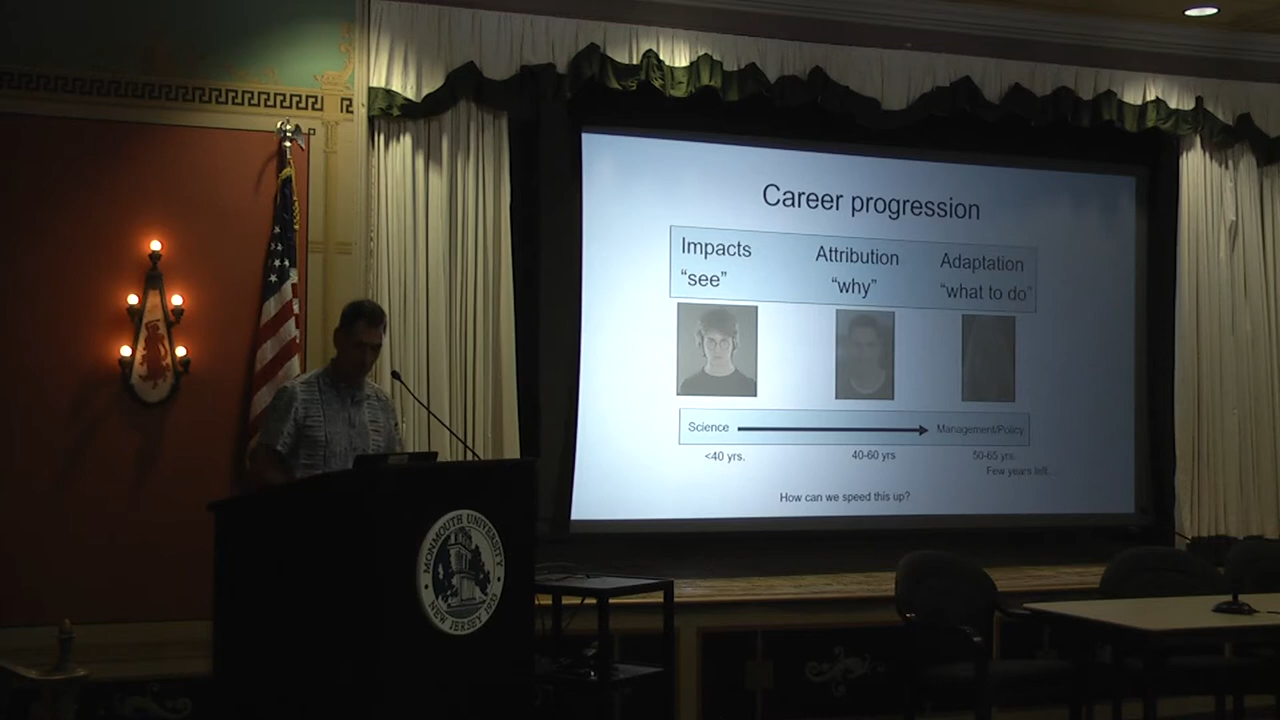 Career progression
Impacts
"see"
Attribution
"why"
Adaptation
"what to do"
Science
Management/Policy
<40 yrs.
40-60 yrs
50-65 yrs.
Few years left...
How can we speed this up?
MONMOUTH UNIVERSITY
NEW JERSEY 1933